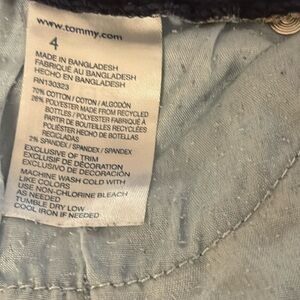 www.tommy.com
4
MADE IN BANGLADESH
FABRIQUÉ AU BANGLADESH
HECHO EN BANGLADESH
RN130323
70% COTTON / COTON / ALGODÓN
28% POLYESTER MADE FROM RECYCLED
BOTTLES / POLYESTER FABRIQUÉ À
PARTIR DE BOUTEILLES RECYCLÉES
POLIÉSTER HECHO DE BOTELLAS
RECICLADAS
2% SPANDEX / SPANDEX / SPANDEX
EXCLUSIVE OF TRIM
EXCLUSIF DE DÉCORATION
EXCLUSIVO DE DECORACIÓN
MACHINE WASH COLD WITH
LIKE COLORS
USE NON-CHLORINE BLEACH
AS NEEDED
TUMBLE DRY LOW
COOL IRON IF NEEDED